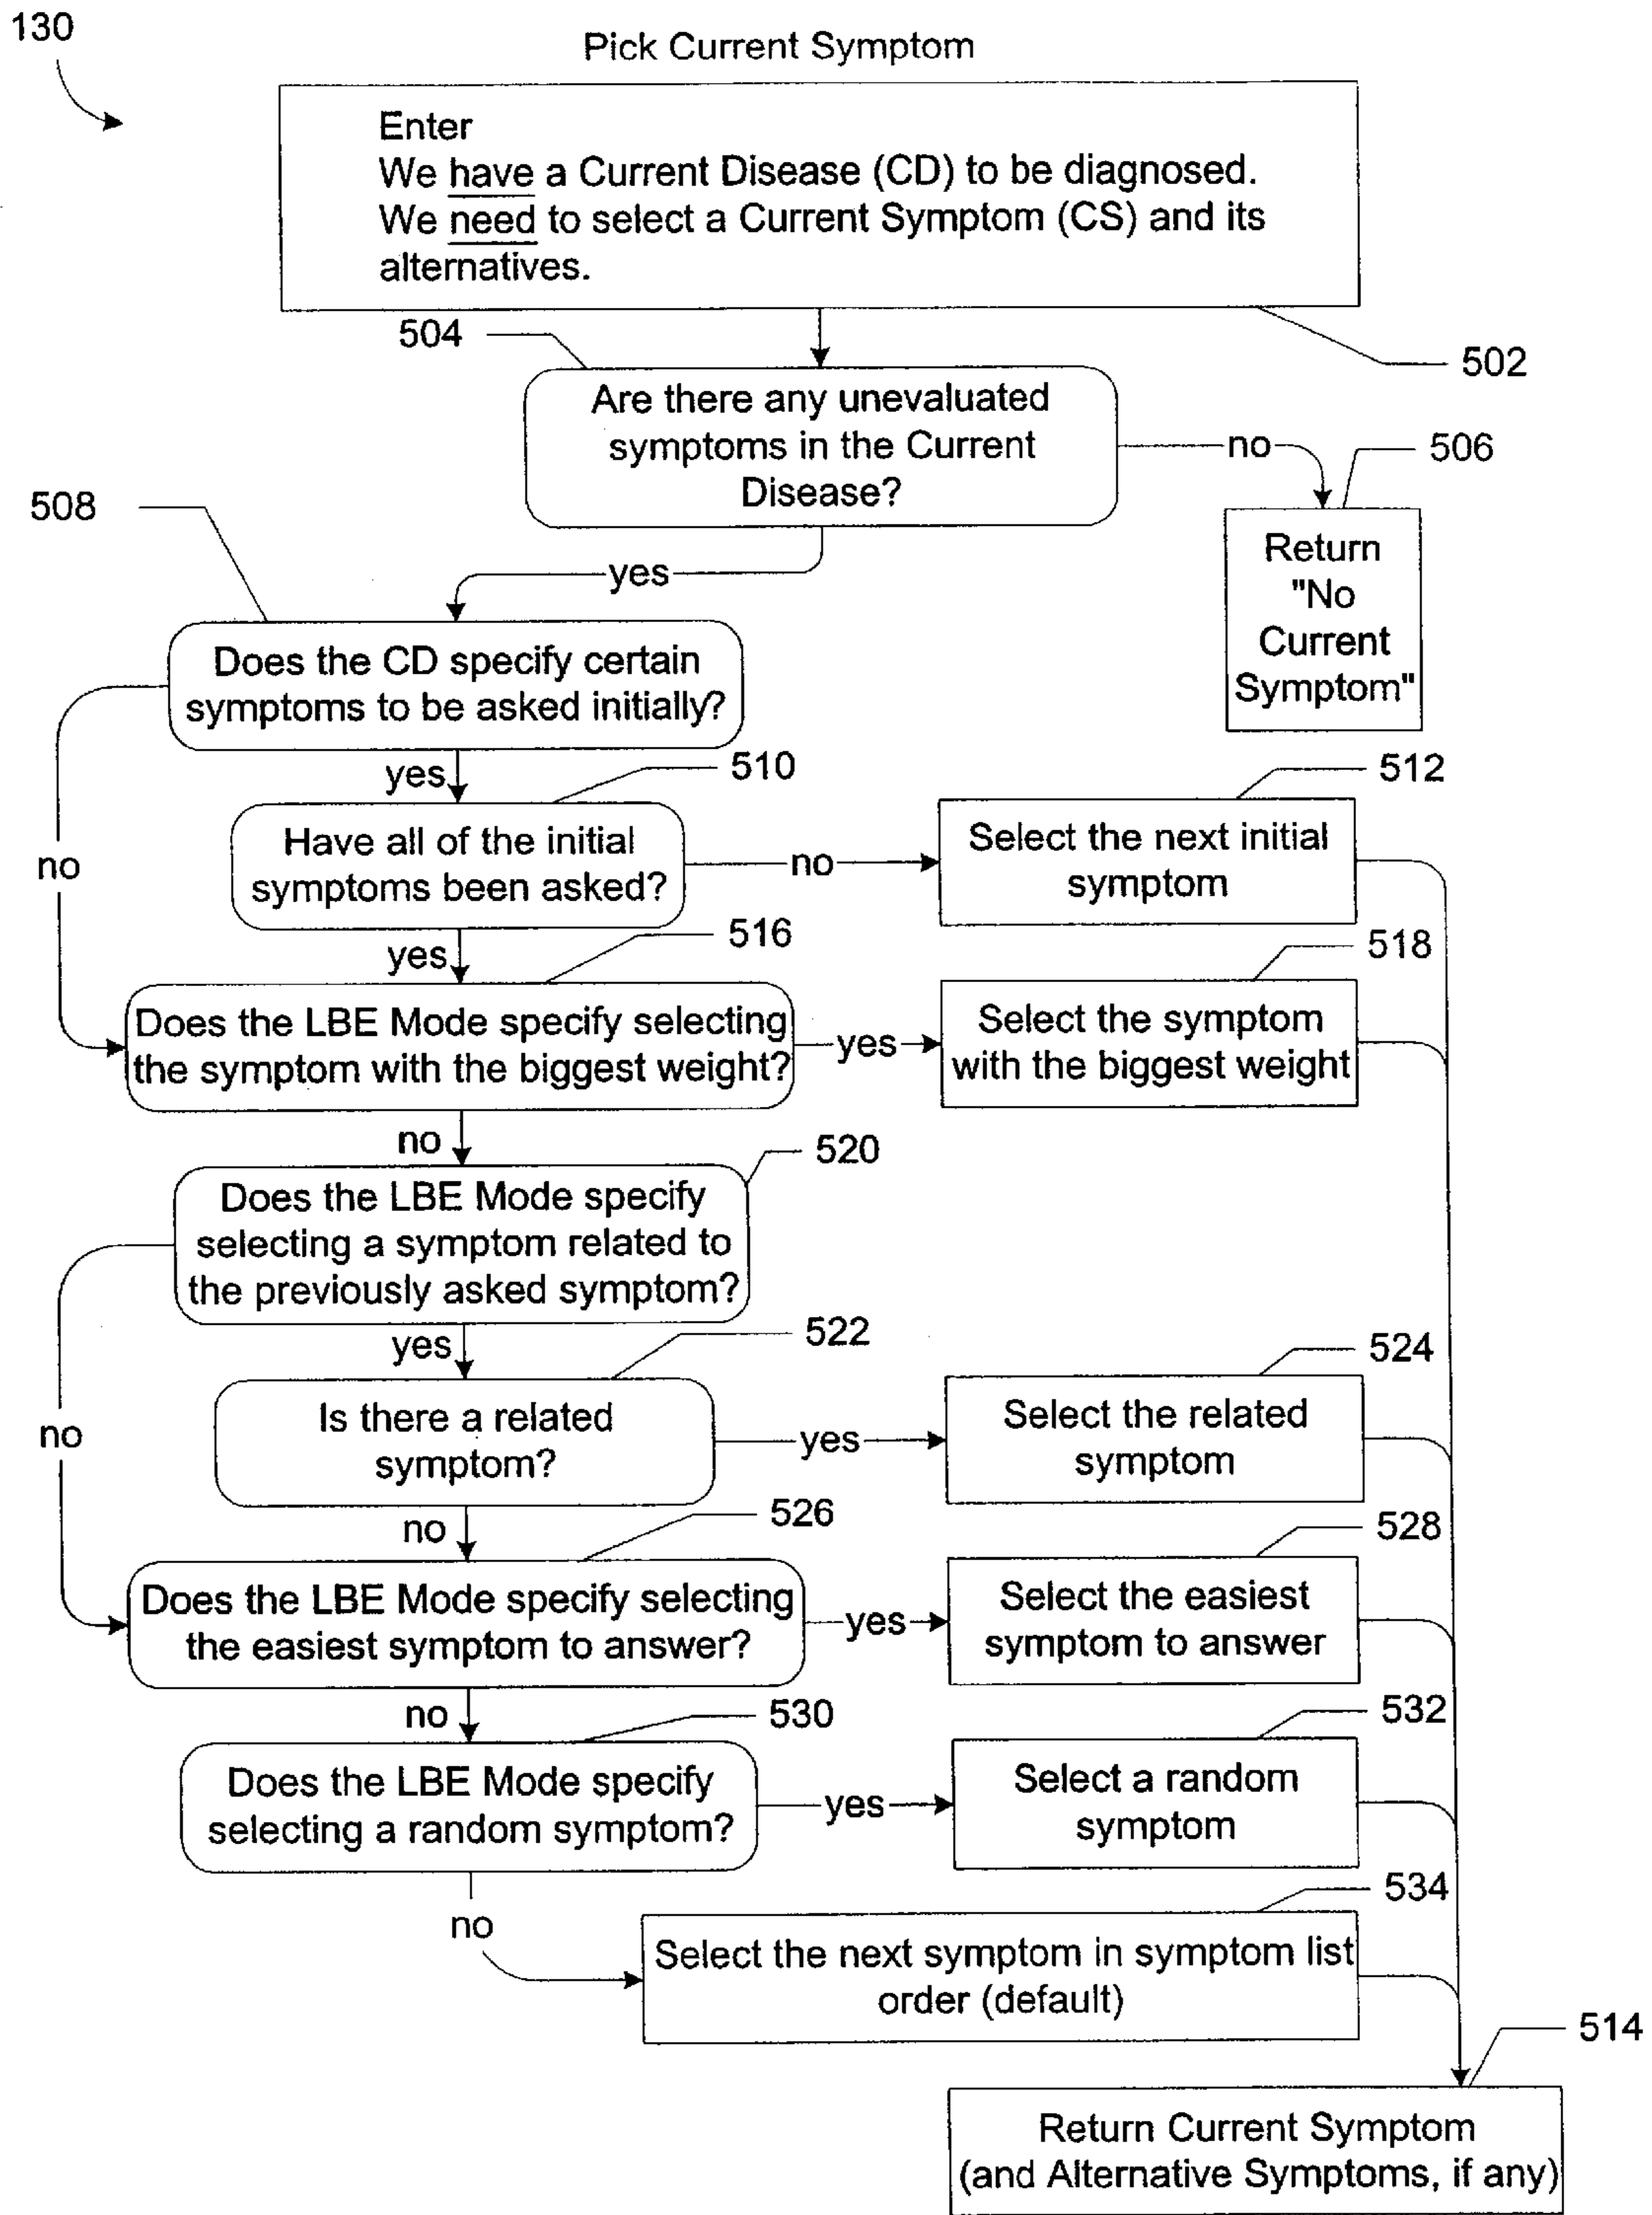 130
Pick Current Symptom
Enter
We have a Current Disease (CD) to be diagnosed.
We need to select a Current Symptom (CS) and its
alternatives.
504
502
Are there any unevaluated
symptoms in the Current
Disease?
no
506
Return
"No
Current
Symptom"
508
yes
Does the CD specify certain
symptoms to be asked initially?
yes
510
512
no
Have all of the initial
symptoms been asked?
no
Select the next initial
symptom
yes
516
518
Does the LBE Mode specify selecting
the symptom with the biggest weight?
yes
Select the symptom
with the biggest weight
no
520
Does the LBE Mode specify
selecting a symptom related to
the previously asked symptom?
yes
522
524
no
Is there a related
symptom?
yes
Select the related
symptom
no
526
528
Does the LBE Mode specify selecting
the easiest symptom to answer?
yes
Select the easiest
symptom to answer
no
530
532
Does the LBE Mode specify
selecting a random symptom?
yes
Select a random
symptom
534
no
Select the next symptom in symptom list
order (default)
514
Return Current Symptom
(and Alternative Symptoms, if any)